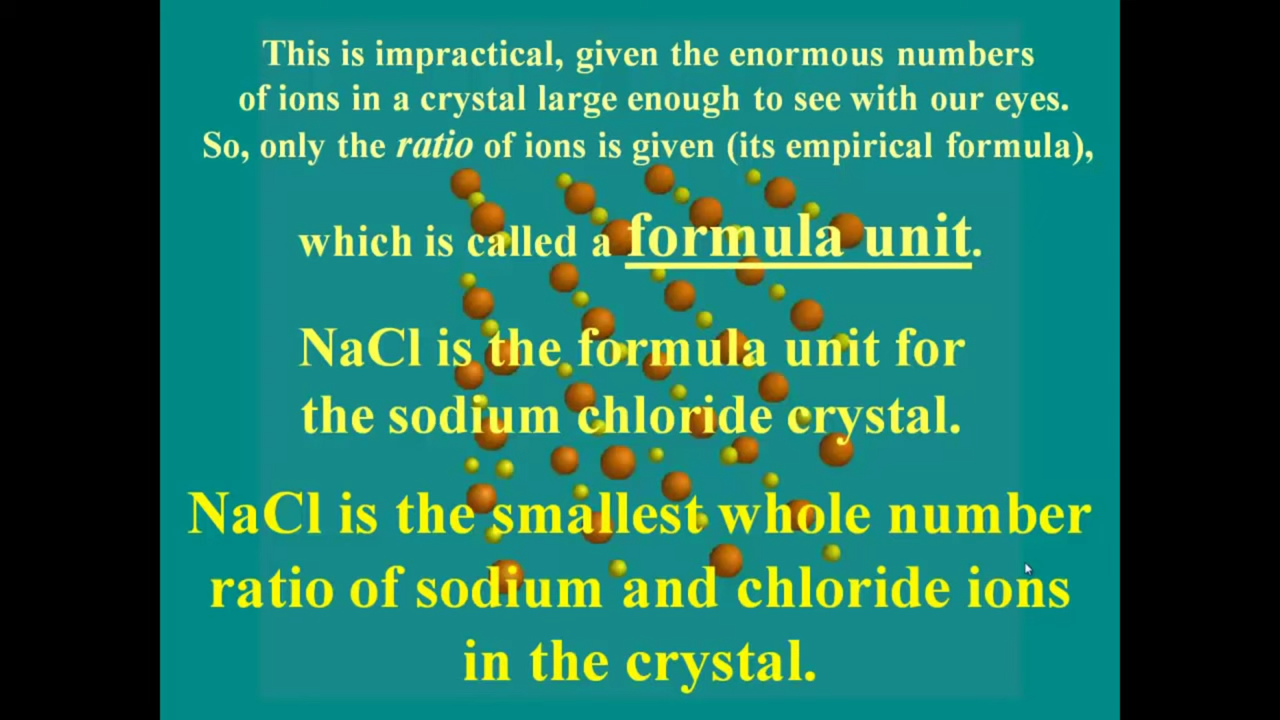 This is impractical, given the enormous numbers
of ions in a crystal large enough to see with our eyes.
So, only the ratio of ions is given (its empirical formula),
which is called a formula unit.
NaCl is the formula unit for
the sodium chloride crystal.
NaCl is the smallest whole number
ratio of sodium and chloride ions
in the crystal.